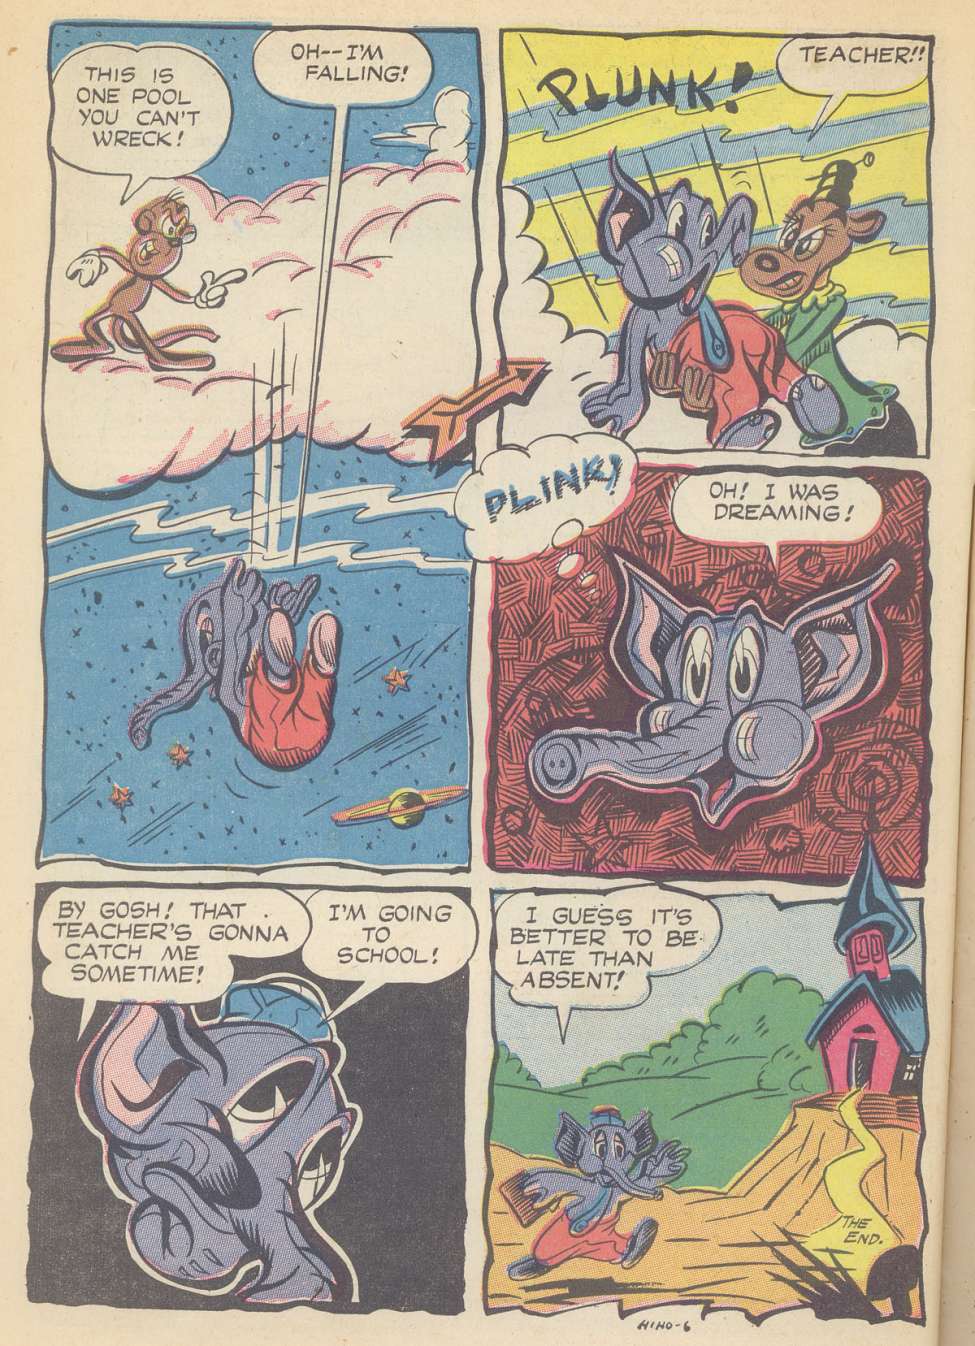 THIS IS
ONE POOL
YOU CAN'T
WRECK!
OH--I'M
FALLING!
PLUNK!
TEACHER!!
PLINK!
OH! I WAS
DREAMING!
BY GOSH! THAT
TEACHER'S GONNA
CATCH ME
SOMETIME!
I'M GOING
TO
SCHOOL!
I GUESS IT'S
BETTER TO BE
LATE THAN
ABSENT!
THE
END.
HIHO-6